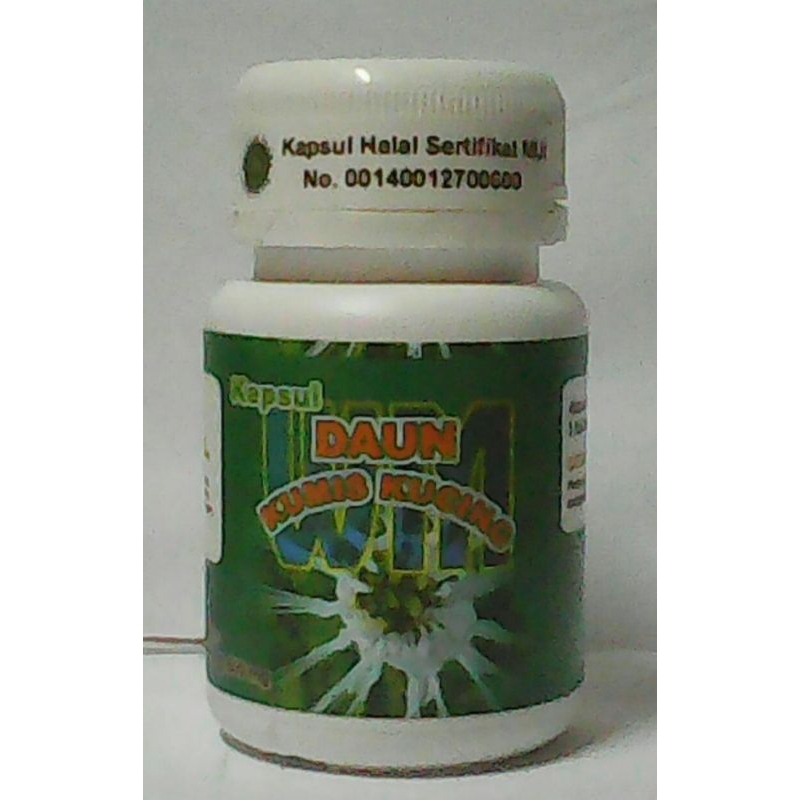 Kapsul Halal Sertifikat MUI
No. 00140012700600
Kapsul
DAUN
KUMIS KUCING